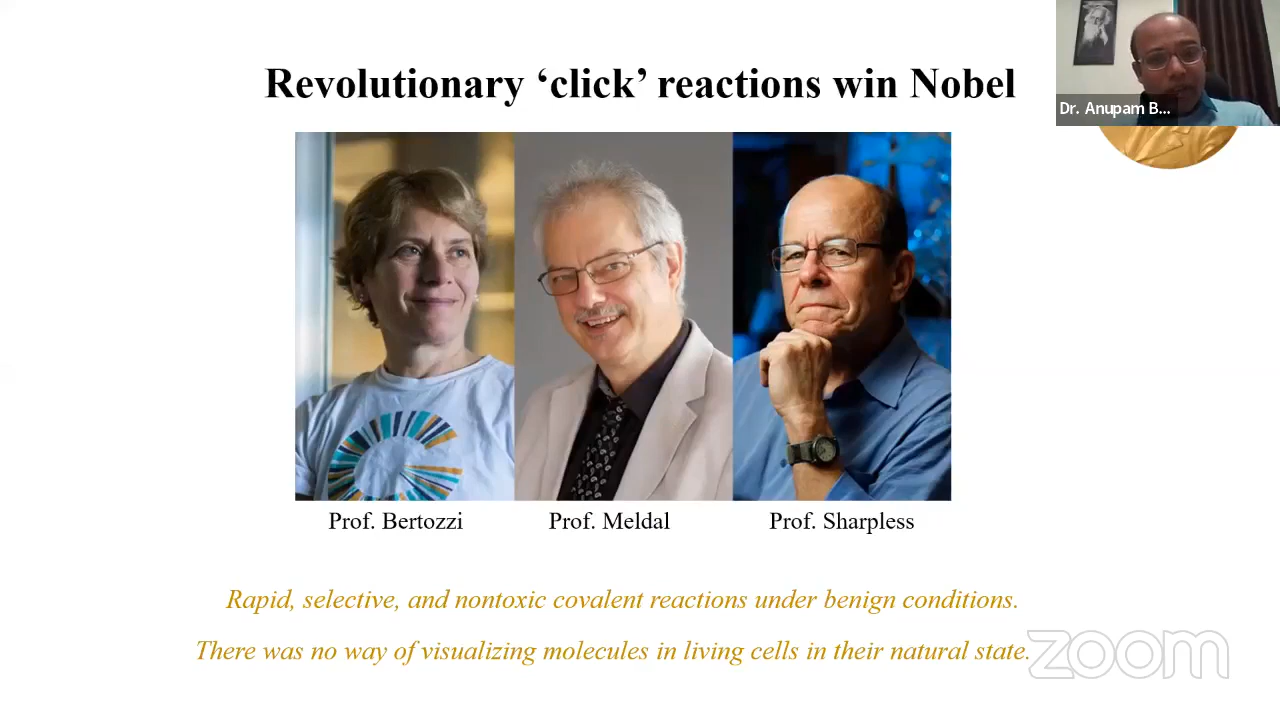 Revolutionary ‘click’ reactions win Nobel
Dr. Anupam B...
Prof. Bertozzi
Prof. Meldal
Prof. Sharpless
Rapid, selective, and nontoxic covalent reactions under benign conditions.
There was no way of visualizing molecules in living cells in their natural state.
zoom